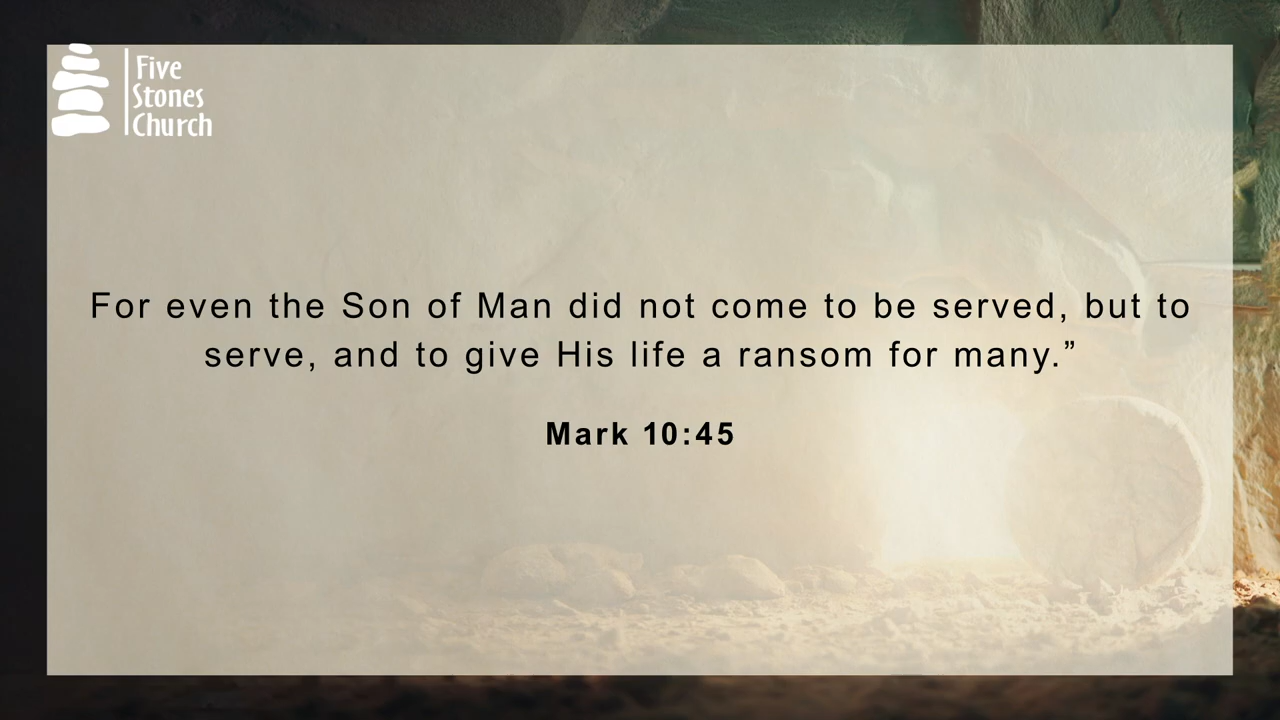 Five
Stones
Church
For even the Son of Man did not come to be served, but to
serve, and to give His life a ransom for many.”
Mark 10:45